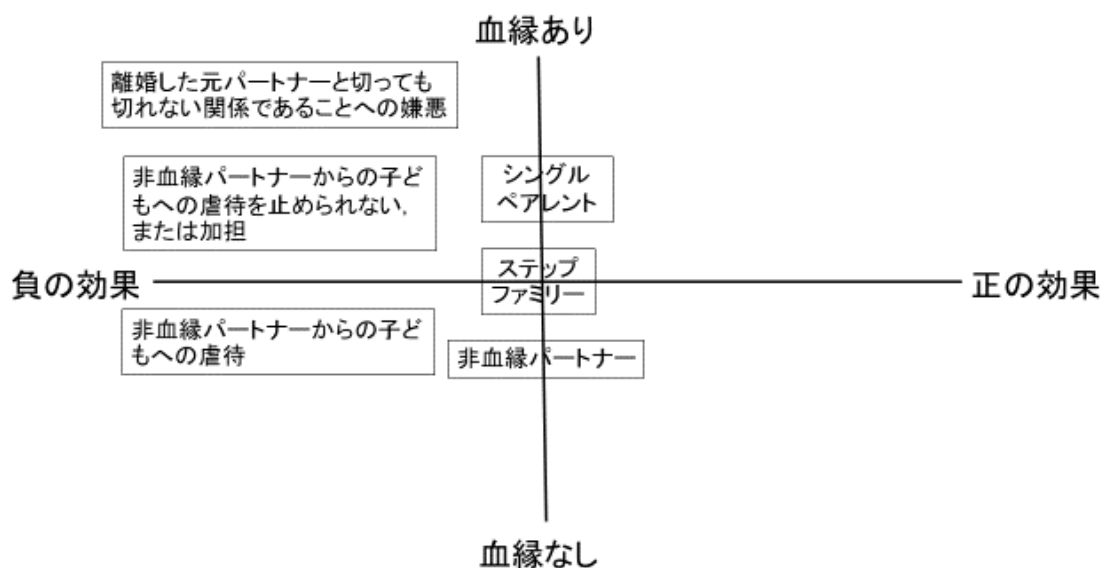 血縁あり
離婚した元パートナーと切っても
切れない関係であることへの嫌悪
非血縁パートナーからの子ど
もへの虐待を止められない,
または加担
シングル
ペアレント
ステップ
ファミリー
負の効果
正の効果
非血縁パートナーからの子ど
もへの虐待
非血縁パートナー
血縁なし